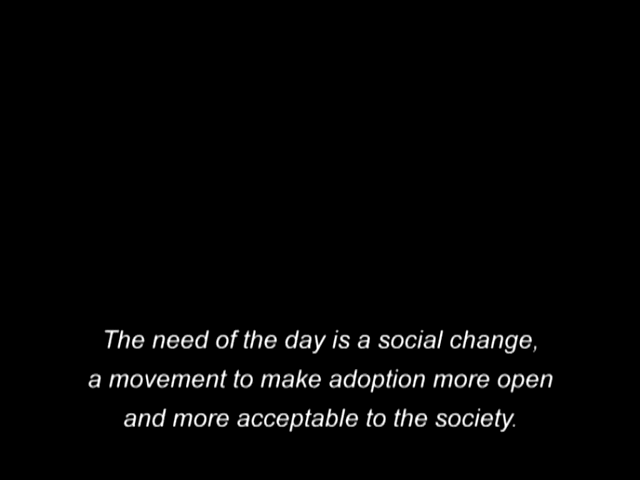 The need of the day is a social change,
a movement to make adoption more open
and more acceptable to the society.